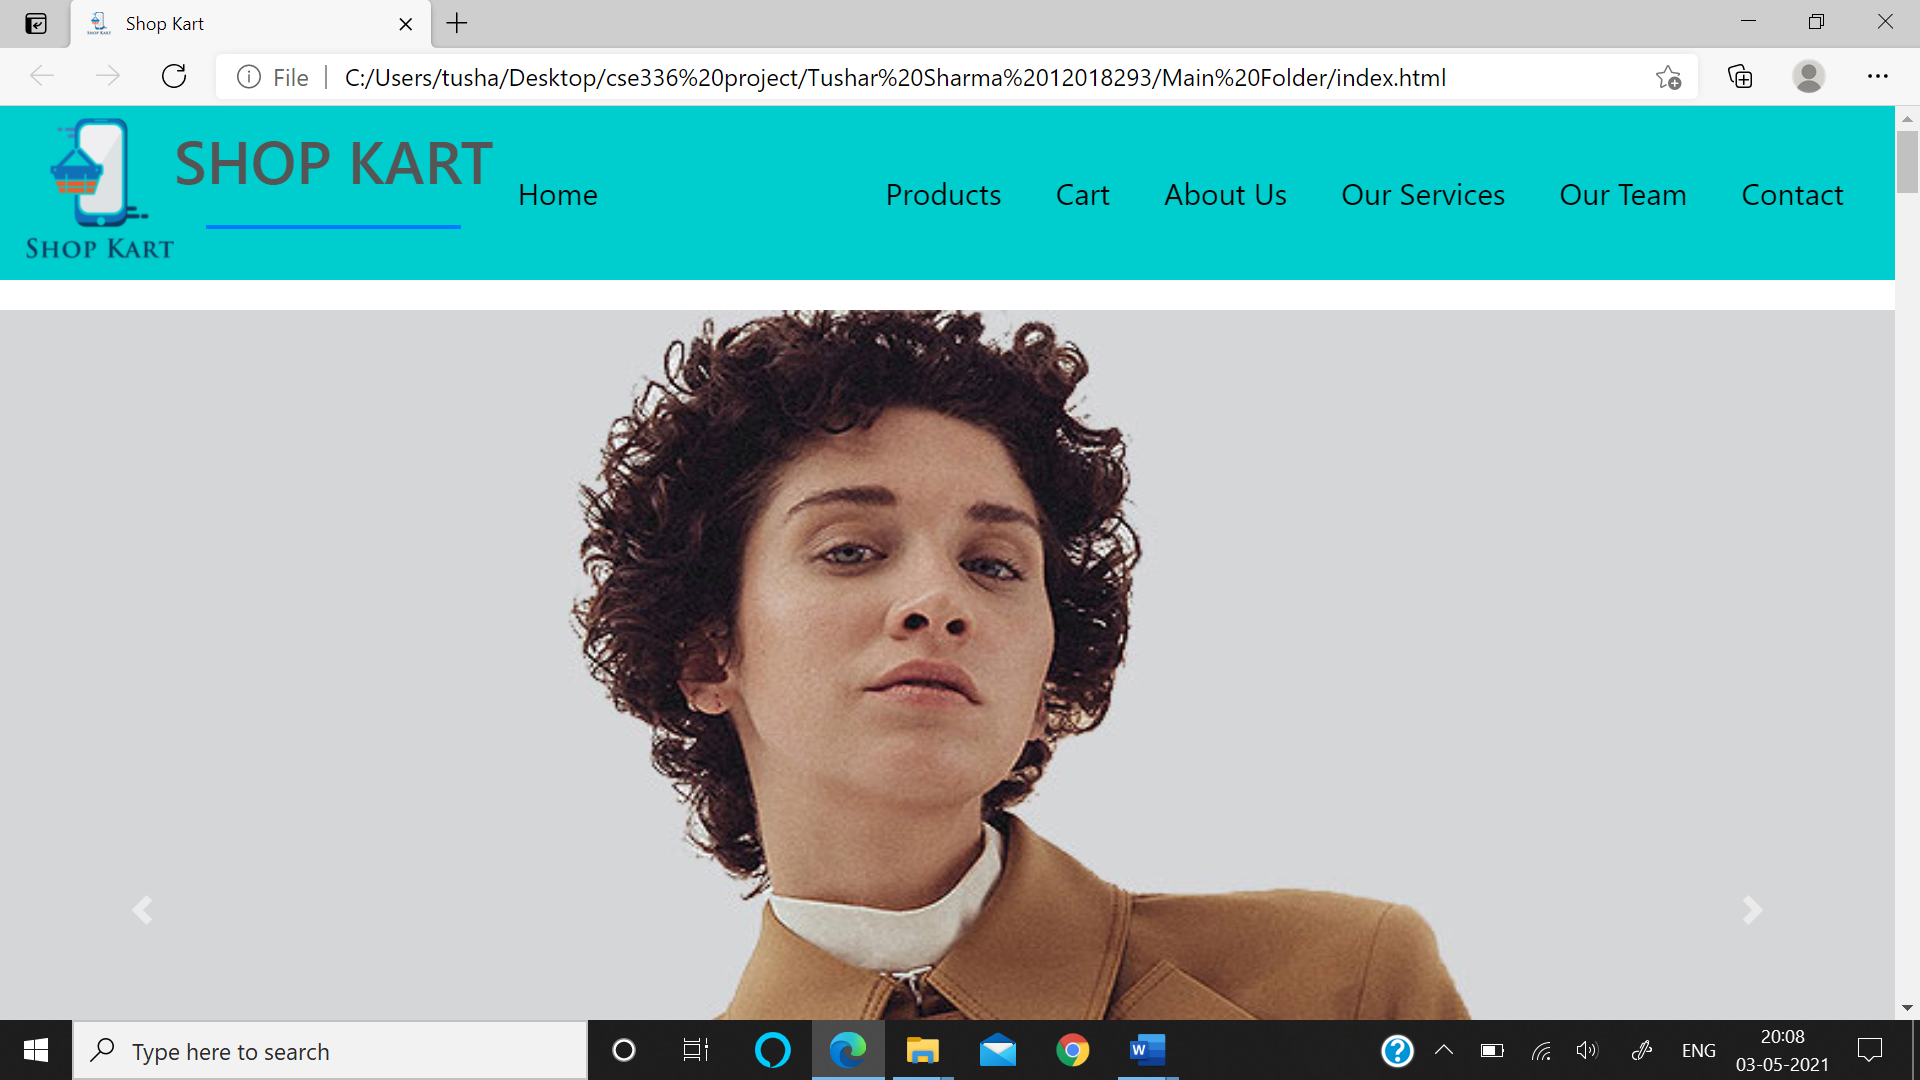 Shop Kart
File
C:/Users/tusha/Desktop/cse336%20project/Tushar%20Sharma%2012018293/Main%20Folder/index.html
SHOP KART
SHOP KART
Home
Products
Cart
About Us
Our Services
Our Team
Contact
Type here to search
W
ENG
20:08
03-05-2021